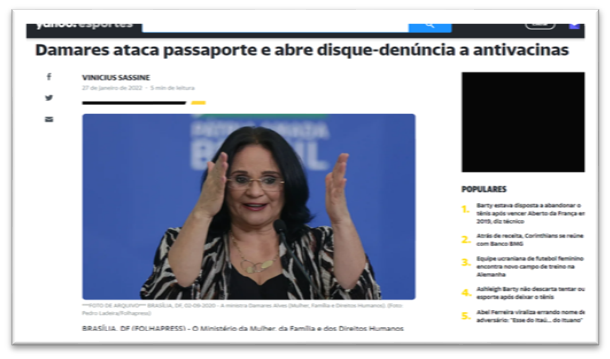 yahoo!esportes
Damares ataca passaporte e abre disque-denúncia a antivacinas
VINICIUS SASSINE
27 de janeiro de 2022 · 5 min de leitura
BRASIL
***FOTO DE ARQUIVO*** BRASÍLIA, DF, 02-09-2020 - A ministra Damares Alves (Mulher, Família e Direitos Humanos). (Foto:
Pedro Ladeira/Folhapress)
BRASÍLIA, DF (FOLHAPRESS) - O Ministério da Mulher, da Família e dos Direitos Humanos
POPULARES
1. Barty estava disposta a abandonar o
tênis após vencer Aberto da França em
2019, diz técnico
2. Atrás de receita, Corinthians se reúne
com Banco BMG
3. Equipe ucraniana de futebol feminino
encontra novo campo de treino na
Alemanha
4. Ashleigh Barty não descarta tentar ou
esporte após deixar o tênis
5. Abel Ferreira viraliza errando nome de
adversário: "Esse do Itaú... do Ituano"